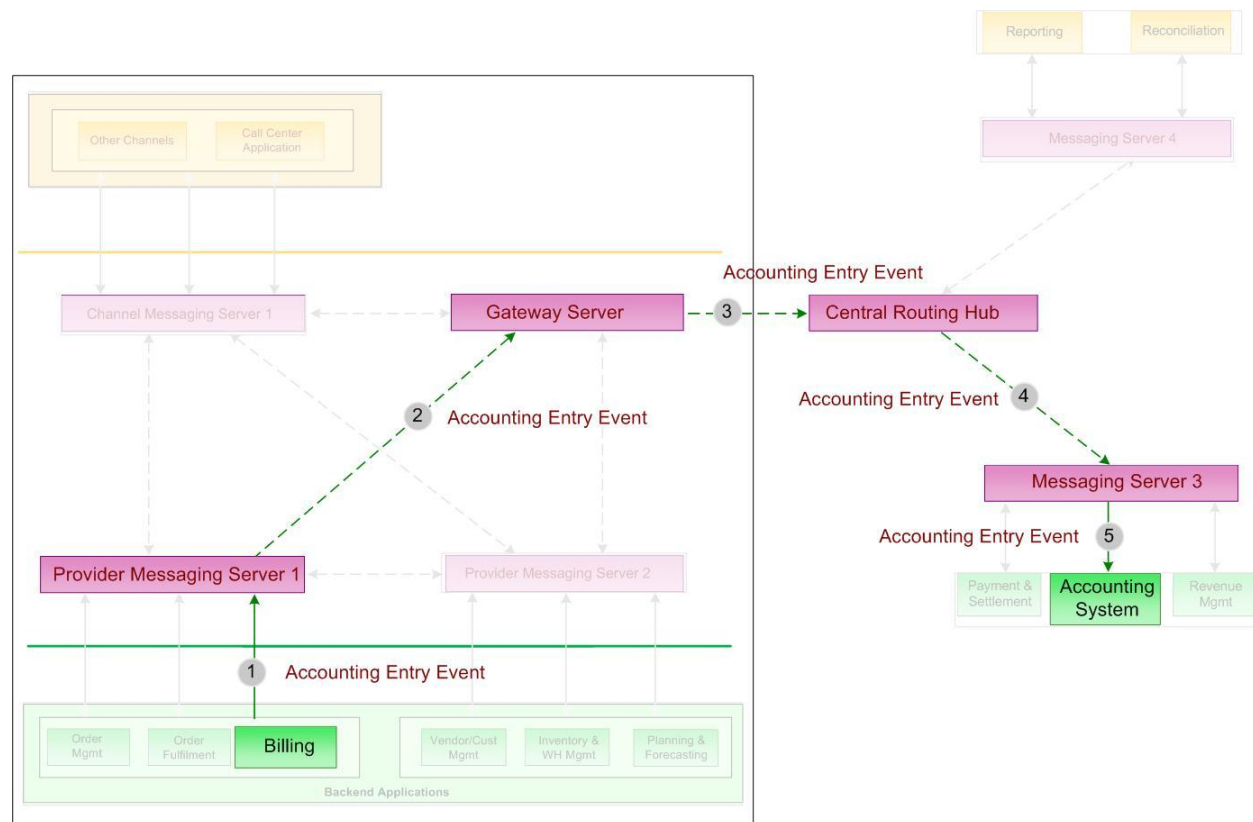 Reporting
Reconciliation
Other Channels
Call Center
Application
Messaging Server 4
Accounting Entry Event
Channel Messaging Server 1
Gateway Server
3
Central Routing Hub
2
Accounting Entry Event
Accounting Entry Event
4
Messaging Server 3
Accounting Entry Event
5
Provider Messaging Server 1
Provider Messaging Server 2
Payment &
Settlement
Accounting
System
Revenue
Mgmt
1
Accounting Entry Event
Order
Mgmt
Order
Fulfilment
Billing
Vendor/Cust
Mgmt
Inventory &
WH Mgmt
Planning &
Forecasting
Backend Applications